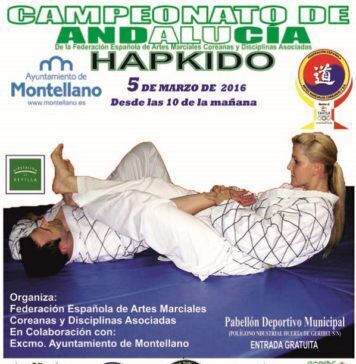 CAMPEONATO DE
ANDALUCÍA
De la Federación Española de Artes Marciales Coreanas y Disciplinas Asociadas
HAPKIDO
Ayuntamiento de
Montellano
www.montellano.es
5 DE MARZO DE 2016
Desde las 10 de la mañana
DIPUTACIÓN
SEVILLA
Organiza:
Federación Española de Artes Marciales
Coreanas y Disciplinas Asociadas
En Colaboración con:
Excmo. Ayuntamiento de Montellano
Pabellón Deportivo Municipal
ENTRADA GRATUITA